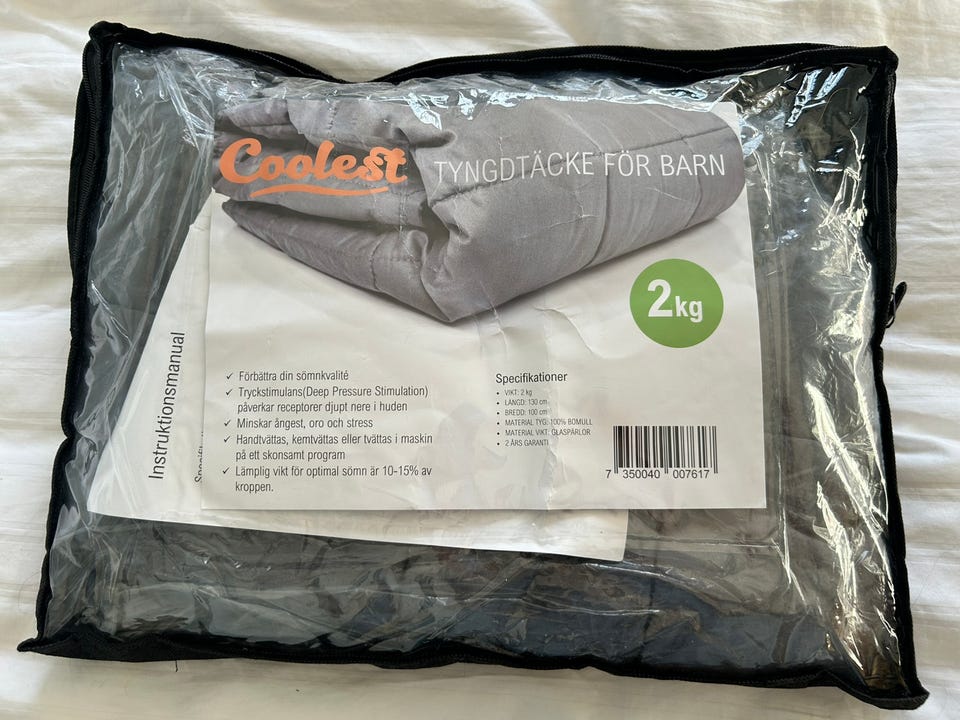 Coolest TYNGDTÄCKE FÖR BARN
2kg
✓ Förbättra din sömnkvalité
✓ Tryckstimulans(Deep Pressure Stimulation)
påverkar receptorer djupt nere i huden
✓ Minskar ångest, oro och stress
✓ Handtvättas, kemtvättas eller tvättas i maskin
på ett skonsamt program
✓ Lämplig vikt för optimal sömn är 10-15% av
kroppen.
Specifikationer
• VIKT: 2 kg
• LÄNGD: 130 cm
• BREDD: 100 cm
• MATERIAL TYG: 100% BOMULL
• MATERIAL VIKT: GLASPÄRLOR
• 2 ÅRS GARANTI
7 350040 007617
Instruktionsmanual